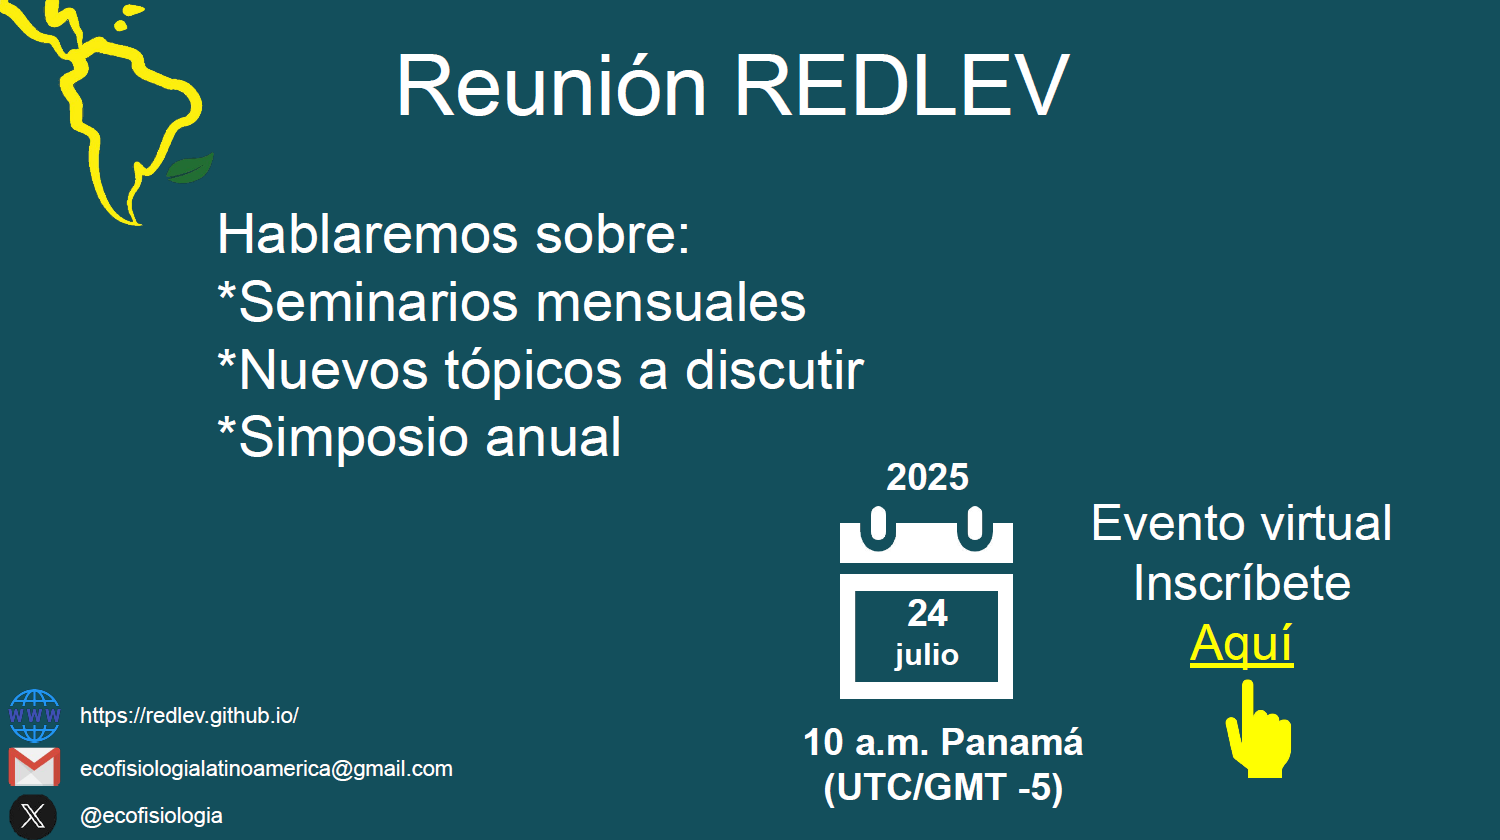 Reunión REDLEV
Hablaremos sobre:
*Seminarios mensuales
*Nuevos tópicos a discutir
*Simposio anual
2025
24
julio
10 a.m. Panamá
(UTC/GMT -5)
Evento virtual
Inscríbete
Aquí
WWW
https://redlev.github.io/
ecofisiologialatinoamerica@gmail.com
@ecofisiologia